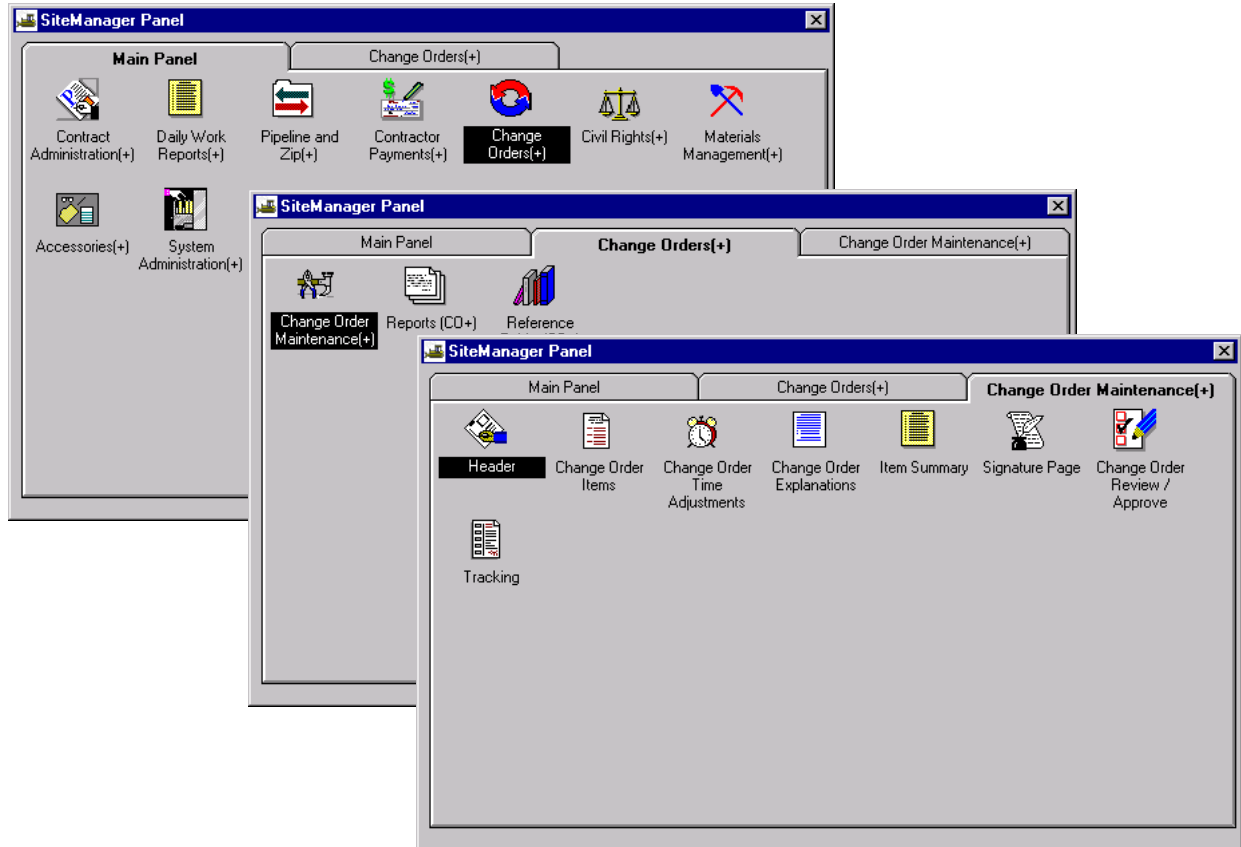 SiteManager Panel
Main Panel
Change Orders(+)
Contract
Administration(+)
Daily Work
Reports(+)
Pipeline and
Zip(+)
Contractor
Payments(+)
Change
Orders(+)
Civil Rights(+)
Materials
Management(+)
Accessories(+)
System
Administration(+)
SiteManager Panel
Main Panel
Change Orders(+)
Change Order Maintenance(+)
Change Order
Maintenance(+)
Reports (CO+)
Reference
SiteManager Panel
Main Panel
Change Orders(+)
Change Order Maintenance(+)
Header
Change Order
Items
Change Order
Time
Adjustments
Change Order
Explanations
Item Summary
Signature Page
Change Order
Review /
Approve
Tracking